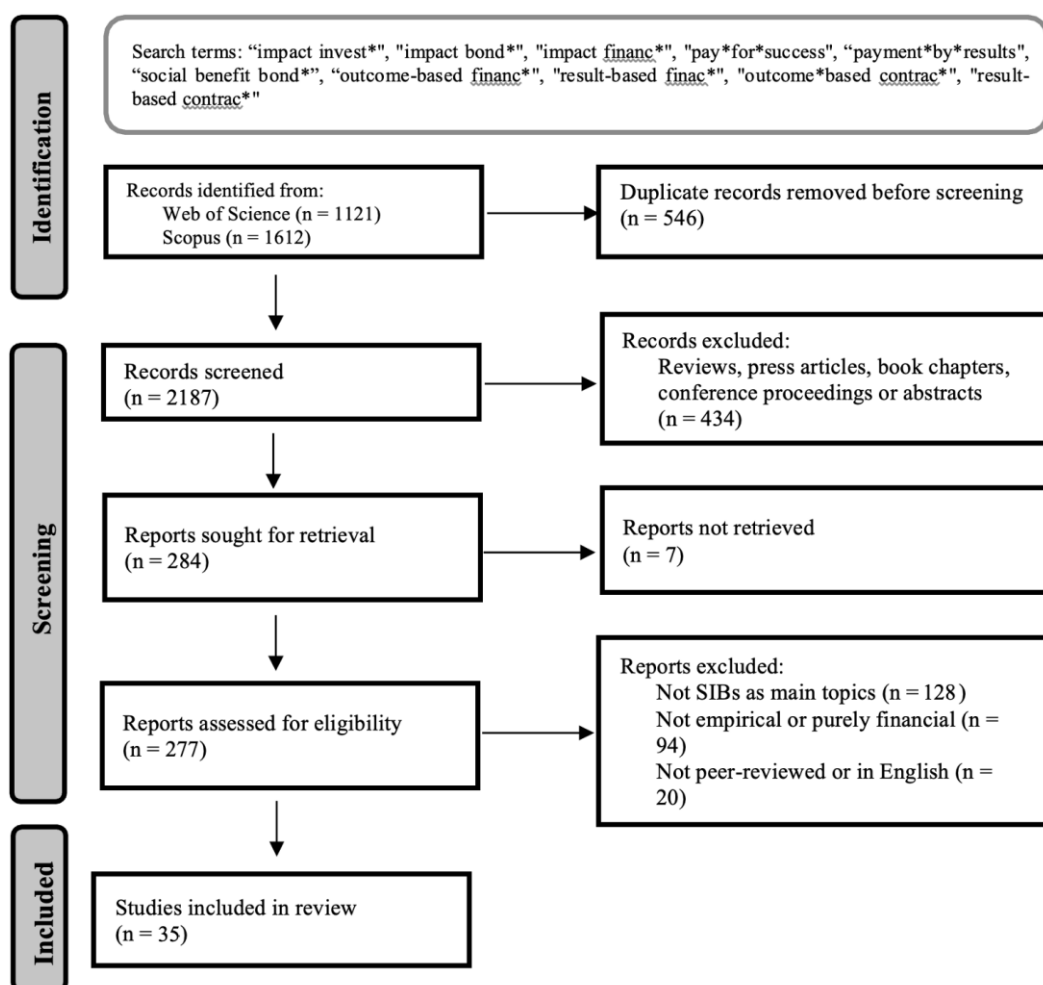 Identification
Search terms: “impact invest*", "impact bond*", "impact financ*", "pay*for*success", “payment*by*results",
“social benefit bond*”, “outcome-based financ*", "result-based finac*", "outcome*based contrac*", "result-
based contrac*"
Records identified from:
Web of Science (n = 1121)
Scopus (n = 1612)
Duplicate records removed before screening
(n = 546)
Screening
Records screened
(n = 2187)
Records excluded:
Reviews, press articles, book chapters,
conference proceedings or abstracts
(n = 434)
Reports sought for retrieval
(n = 284)
Reports not retrieved
(n = 7)
Reports assessed for eligibility
(n = 277)
Reports excluded:
Not SIBs as main topics (n = 128)
Not empirical or purely financial (n =
94)
Not peer-reviewed or in English (n =
20)
Included
Studies included in review
(n = 35)